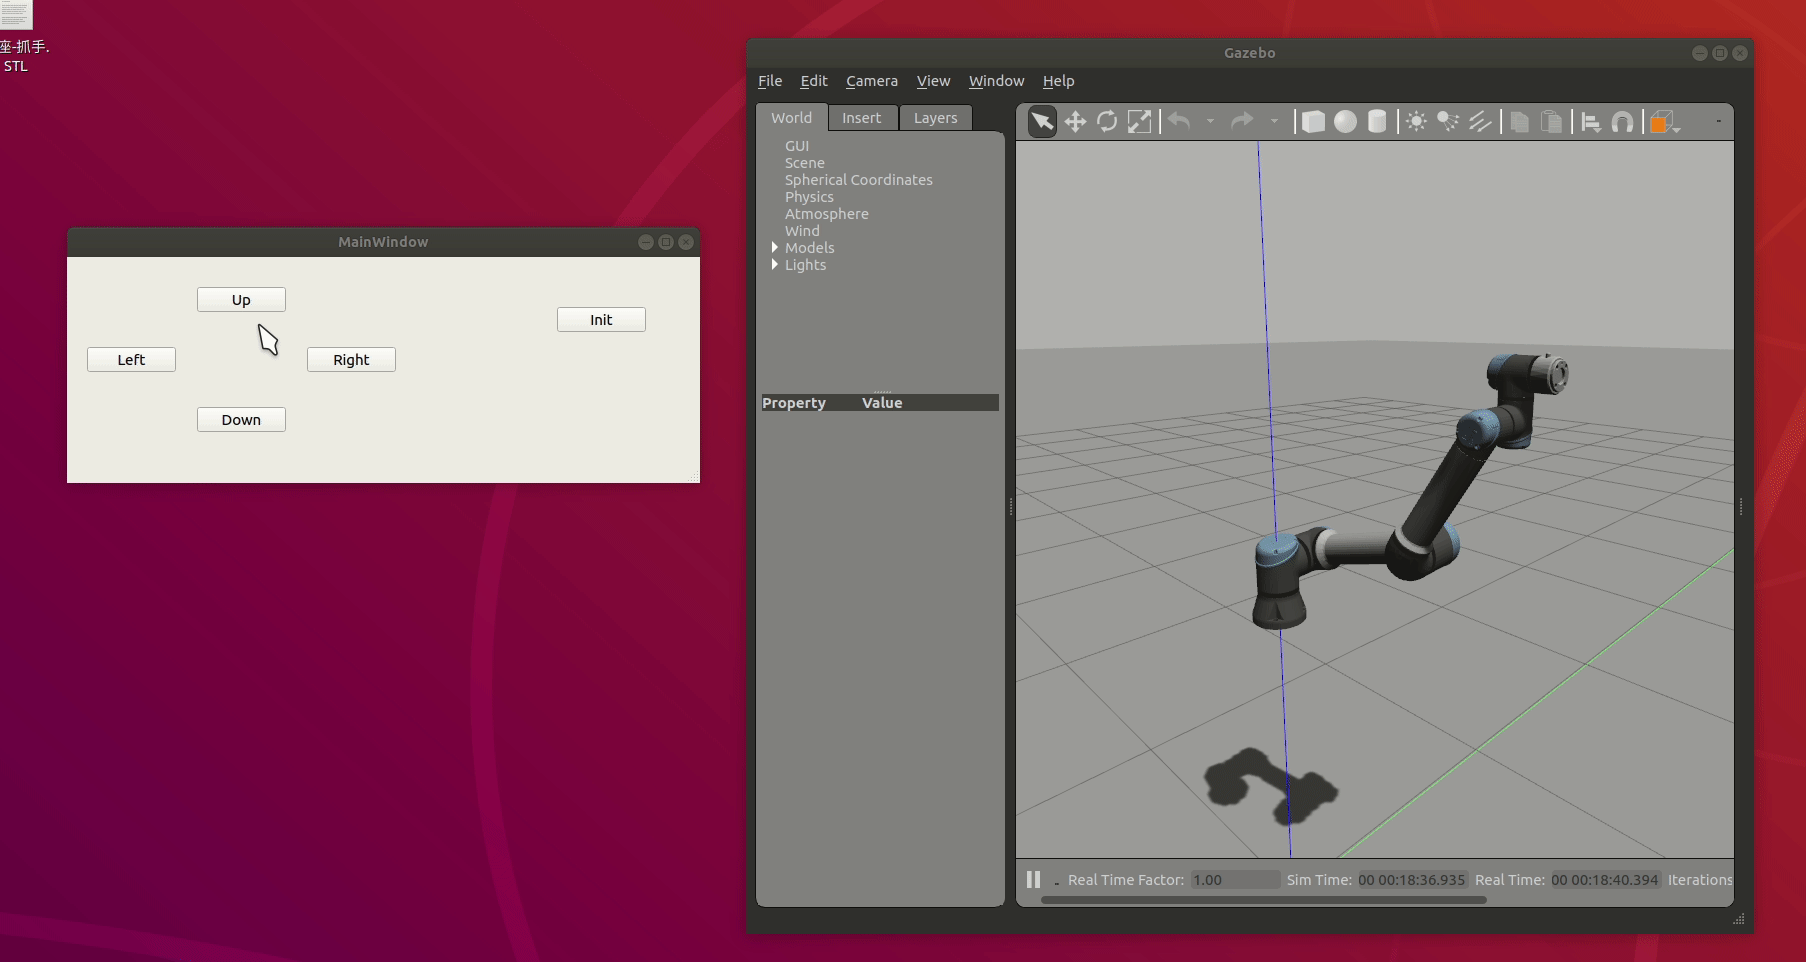 座-抓手.
STL
MainWindow
Up
Init
Left
Right
Down
Gazebo
File Edit Camera View Window Help
World Insert Layers
GUI
Scene
Spherical Coordinates
Physics
Atmosphere
Wind
Models
Lights
Property Value
Real Time Factor: 1.00 Sim Time: 00 00:18:36.935 Real Time: 00 00:18:40.394 Iterations